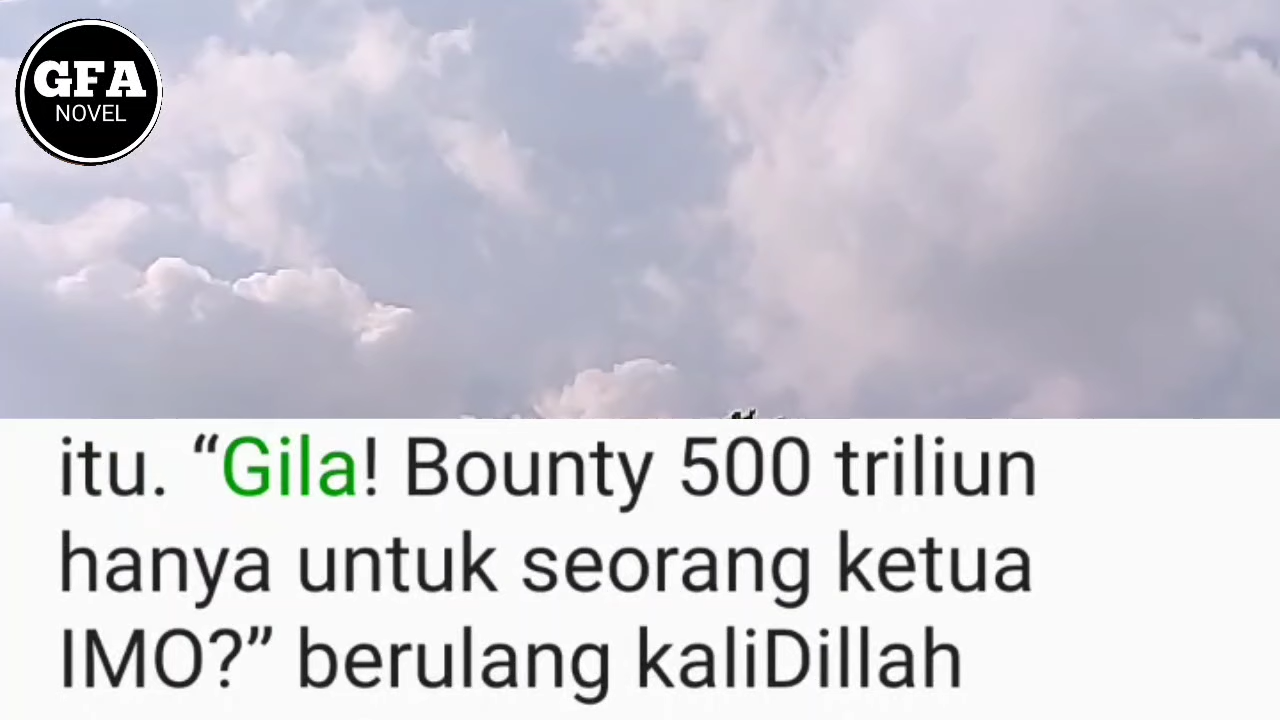 GFA
NOVEL
itu. “Gila! Bounty 500 triliun
hanya untuk seorang ketua
IMO?” berulang kaliDillah